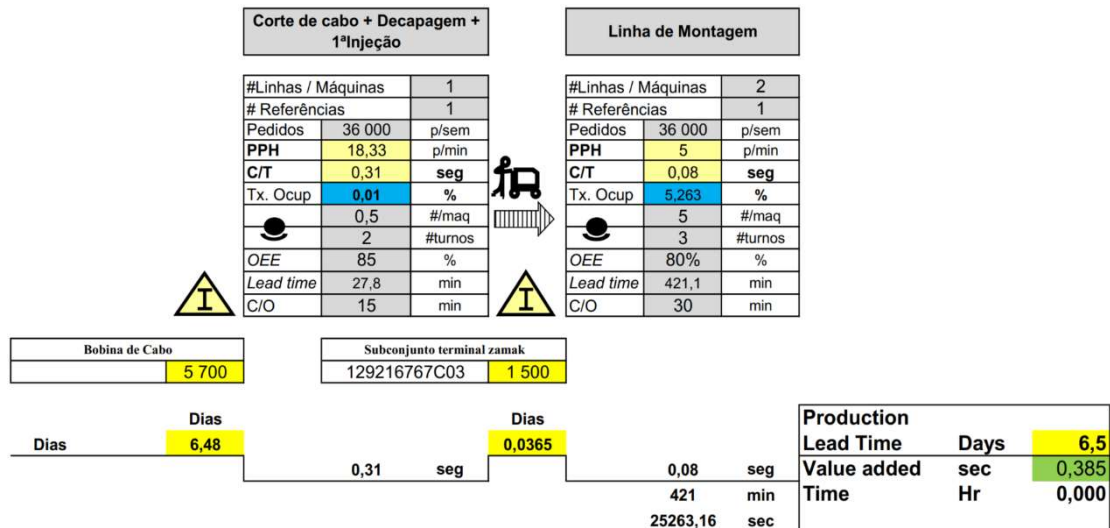 Corte de cabo + Decapagem +
1ªInjeção
Linha de Montagem
#Linhas / Máquinas 1
# Referências 1
Pedidos 36 000 p/sem
PPH 18,33 p/min
C/T 0,31 seg
Tx. Ocup 0,01 %
0,5 #/maq
2 #turnos
OEE 85 %
Lead time 27,8 min
C/O 15 min
#Linhas / Máquinas 2
# Referências 1
Pedidos 36 000 p/sem
PPH 5 p/min
C/T 0,08 seg
Tx. Ocup 5,263 %
5 #/maq
3 #turnos
OEE 80% %
Lead time 421,1 min
C/O 30 min
I
I
Bobina de Cabo
5 700
Subconjunto terminal zamak
129216767C03 1 500
Dias Dias
Dias 6,48 0,0365
0,31 seg 0,08 seg
421 min
25263,16 sec
Production
Lead Time Days 6,5
Value added sec 0,385
Time Hr 0,000